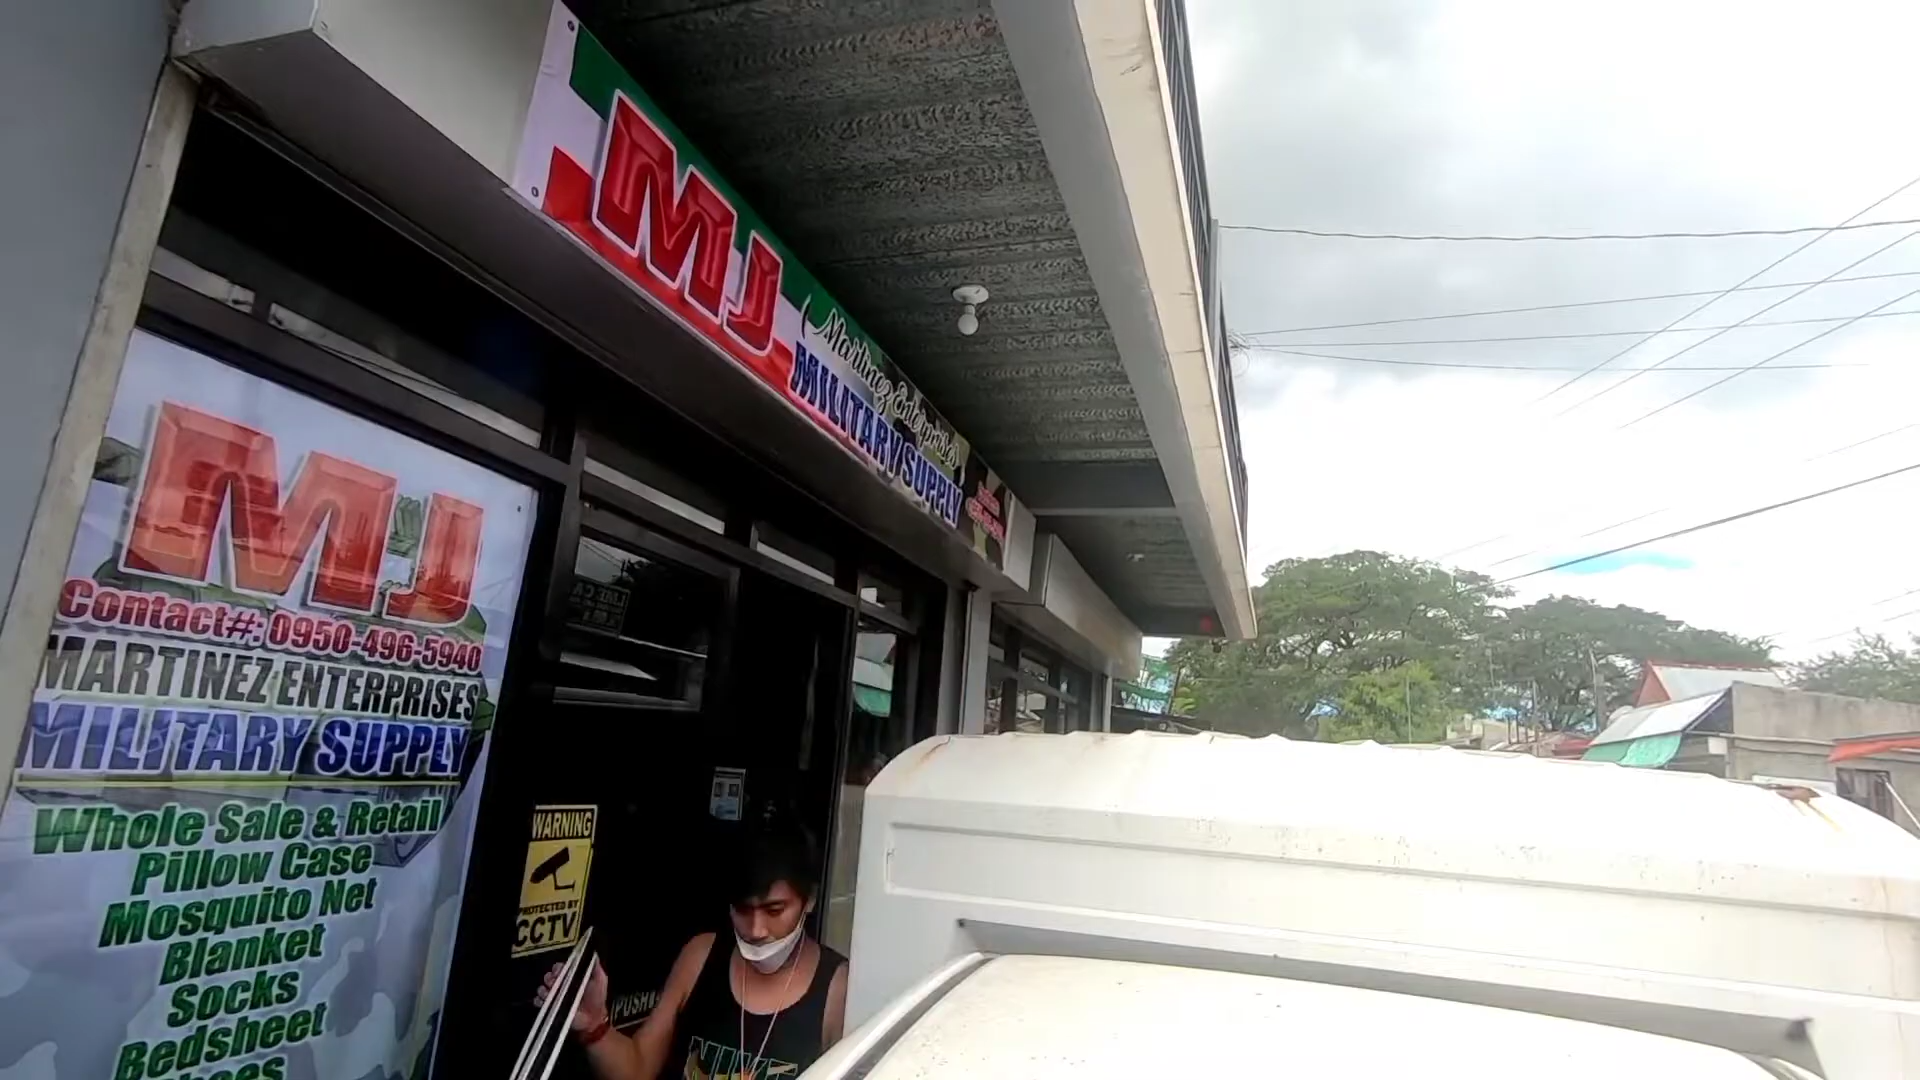 MJ
(Martinez Enterprises)
MILITARY SUPPLY
MJ
Contact#: 0950-496-5940
MARTINEZ ENTERPRISES
MILITARY SUPPLY
Whole Sale & Retail
Pillow Case
Mosquito Net
Blanket
Socks
Bedsheet
WARNING
PROTECTED BY
CCTV
PUSH
NIKE